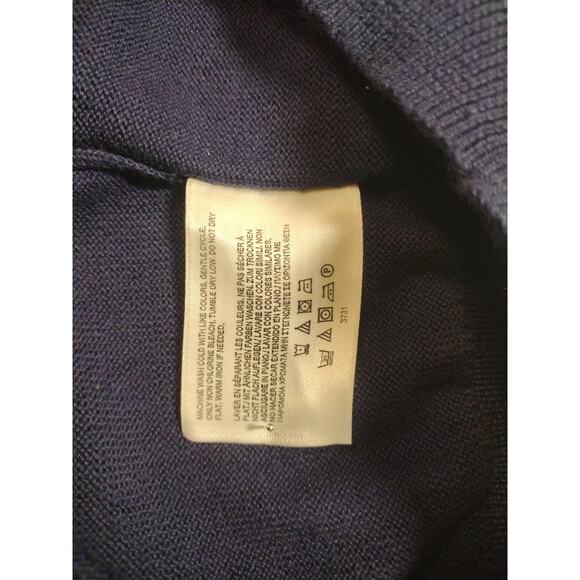 MACHINE WASH COLD WITH LIKE COLORS, GENTLE CYCLE,
ONLY NON CHLORINE BLEACH, TUMBLE DRY LOW. DO NOT DRY
FLAT. WARM IRON IF NEEDED.
LAVER EN SÉPARANT LES COULEURS, NE PAS SÉCHER À
PLAT./ MIT ÄHNLICHEN FARBEN WASCHEN, ZUM TROCKNEN
NICHT FLACH AUFLEGEN./ LAVARE CON COLORI SIMILI. NON
ASCIUGARE IN PIANO./ LAVAR CON COLORES SIMILARES,
NO HACER SECAR EXTENDIDO EN PLANO./ ΠΛΥΣΙΜΟ ΜΕ
ΠΑΡΟΜΟΙΑ ΧΡΩΜΑΤΑ ΜΗΝ ΣΤΕΓΝΩΝΕΤΕ ΣΕ ΟΡΙΖΟΝΤΙΑ ΘΕΣΗ
P
3731